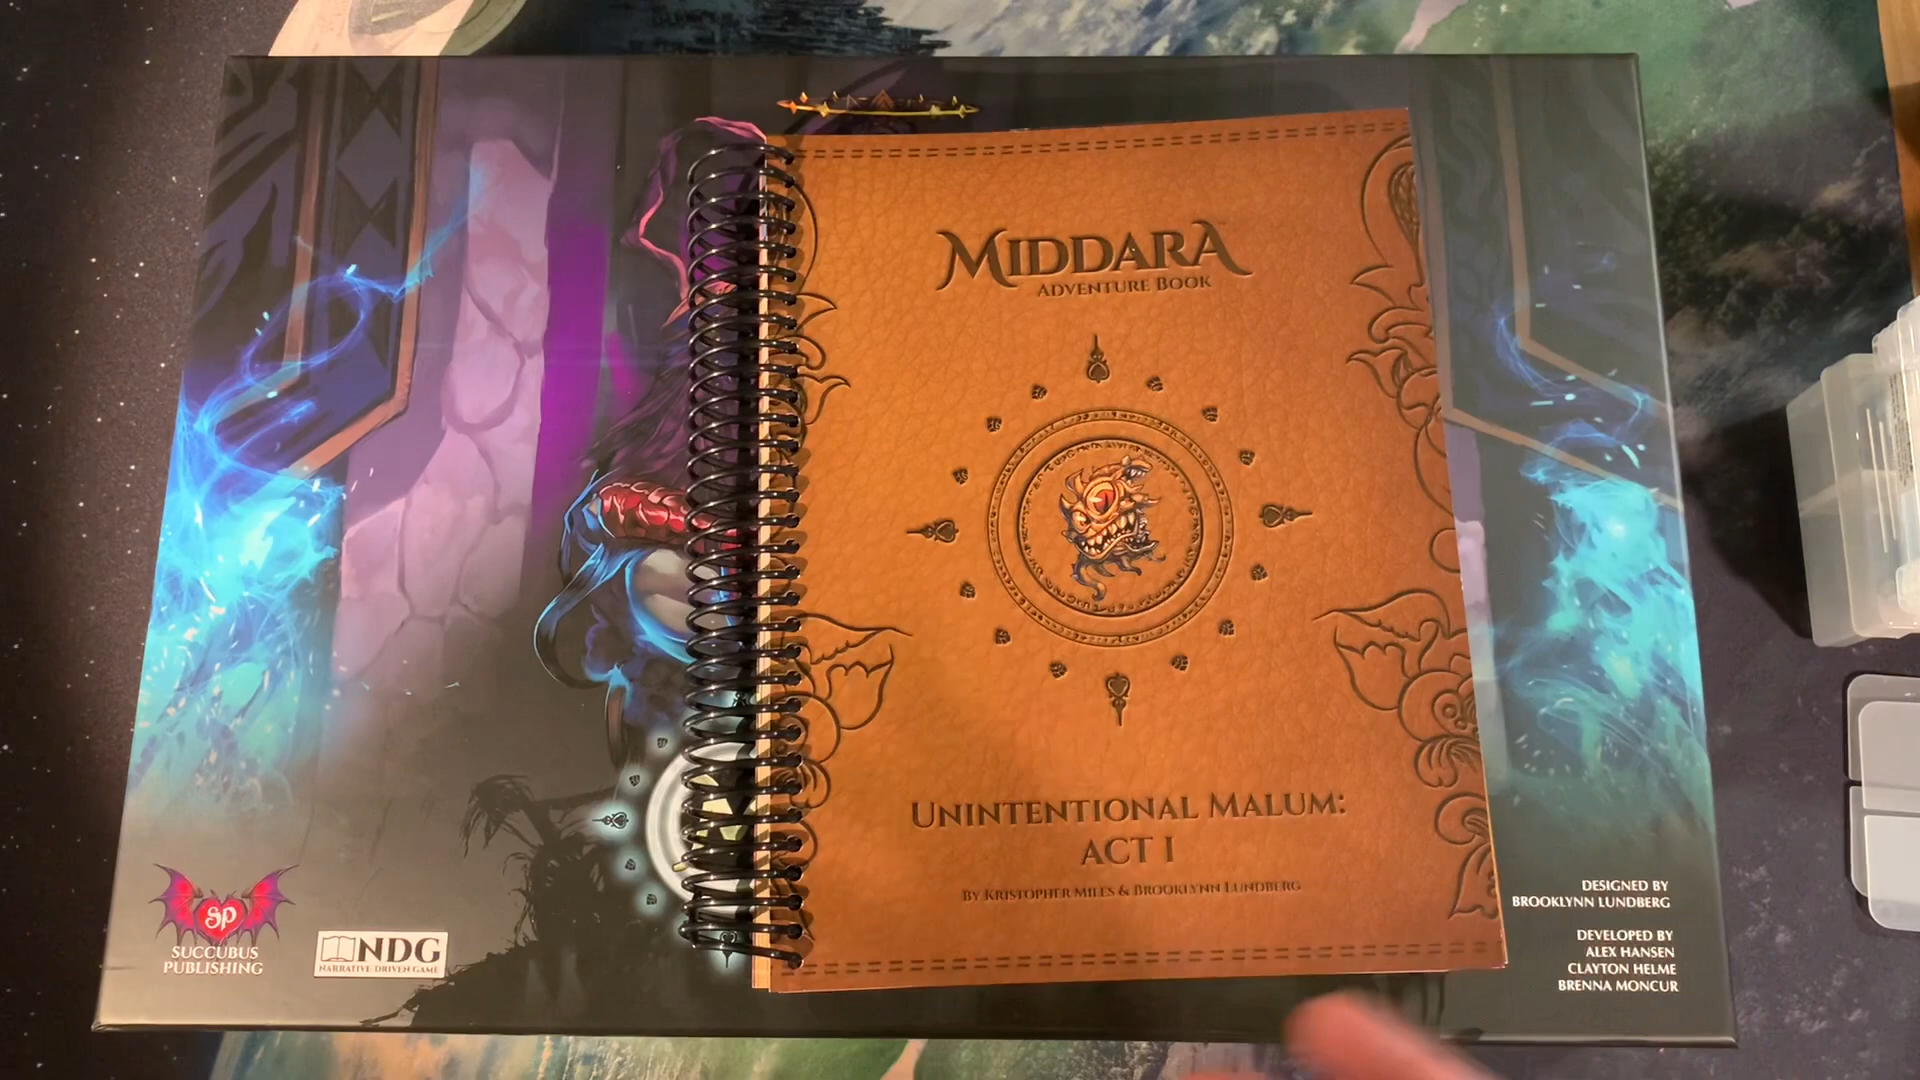 MIDDARA
ADVENTURE BOOK
UNINTENTIONAL MALUM:
ACT I
BY KRISTOPHER MILES & BROOKLYNN LUNDBERG
SP
SUCCUBUS
PUBLISHING
NDG
NARRATIVE DRIVEN GAME
DESIGNED BY
BROOKLYNN LUNDBERG
DEVELOPED BY
ALEX HANSEN
CLAYTON HELME
BRENNA MONCUR